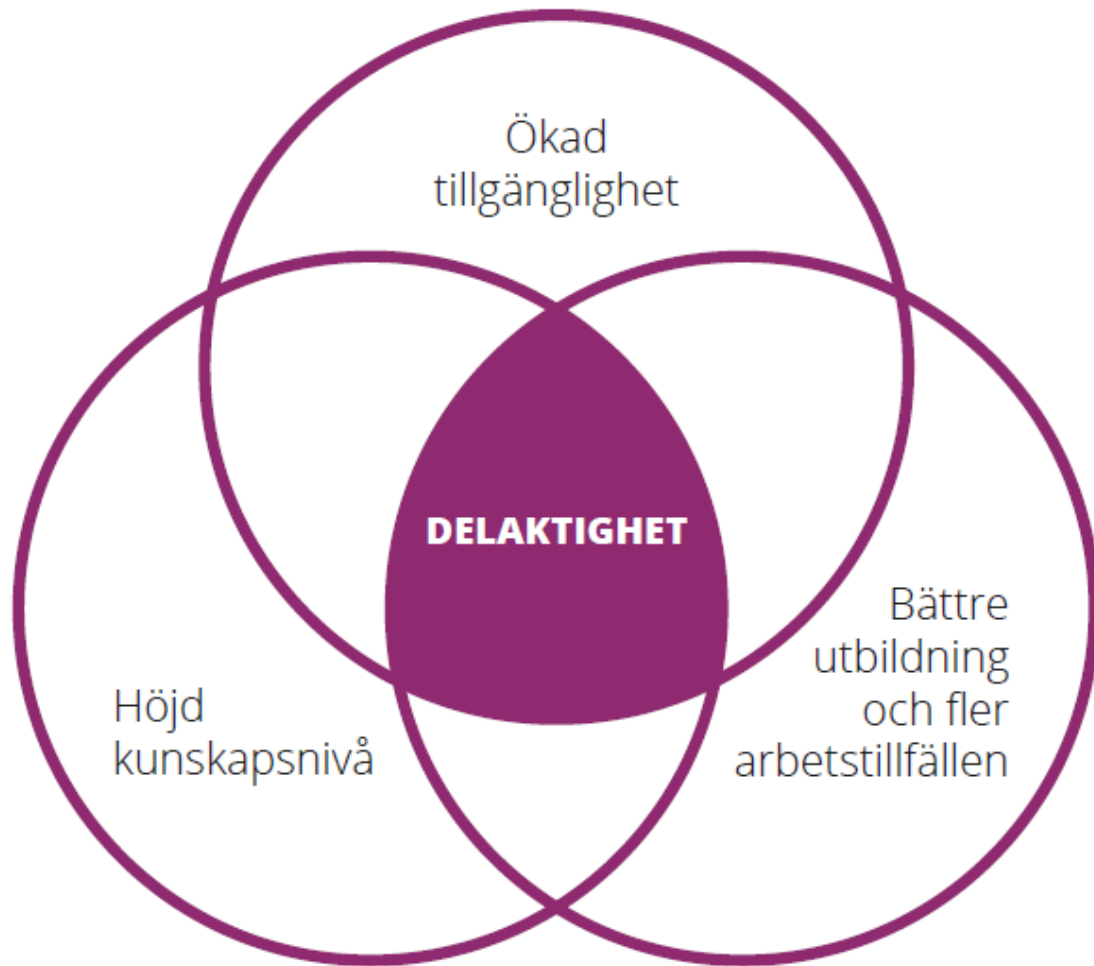 Ökad
tillgänglighet
DELAKTIGHET
Höjd
kunskapsnivå
Bättre
utbildning
och fler
arbetstillfällen